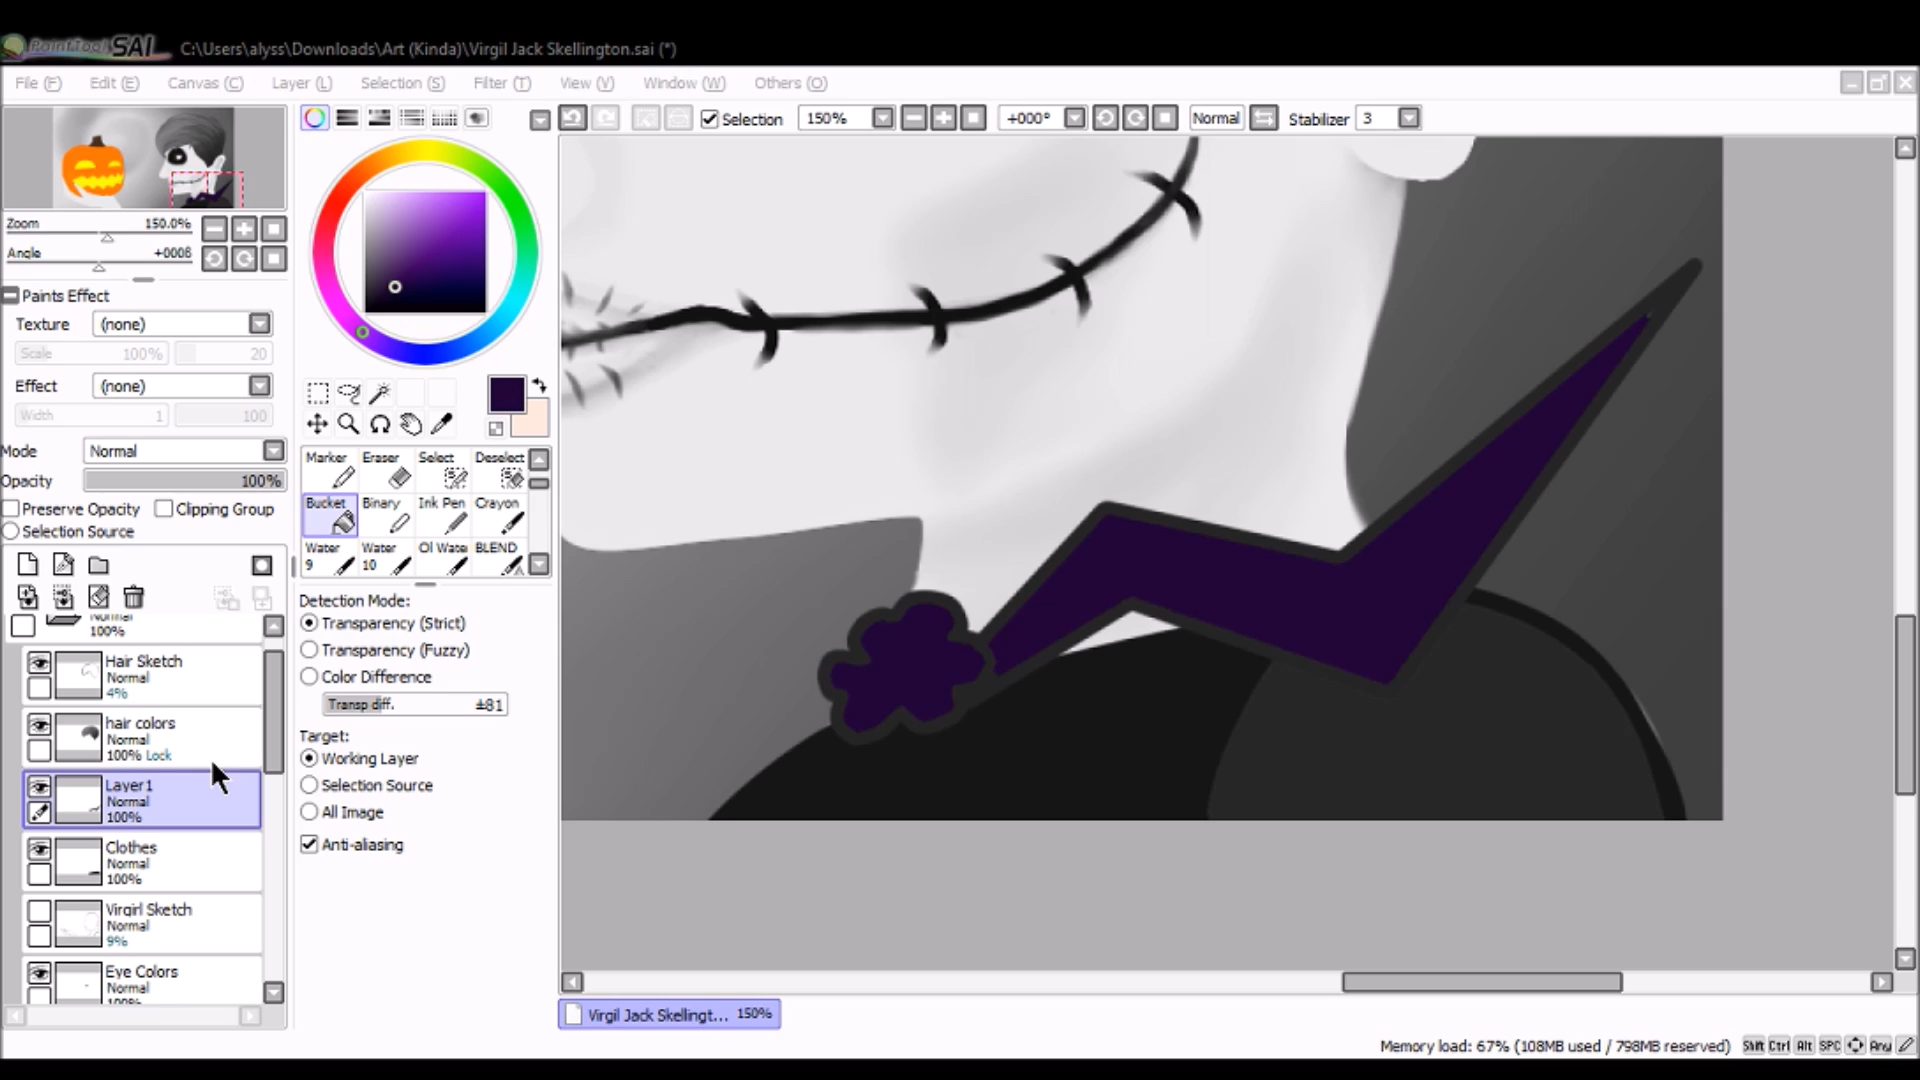 PaintTool SAI C:\Users\alyss\Downloads\Art (Kinda)\Virgil Jack Skellington.sai (*)
File (F) Edit (E) Canvas (C) Layer (L) Selection (S) Filter (T) View (V) Window (W) Others (O)
Selection 150% +000° Normal Stabilizer 3
Zoom 150.0%
Angle +000
Paints Effect
Texture (none)
Scale 100% 20
Effect (none)
Width 1 100
Mode Normal
Opacity 100%
Preserve Opacity Clipping Group
Selection Source
Normal
100%
Hair Sketch
Normal
4%
hair colors
Normal
100% Lock
Layer1
Normal
100%
Clothes
Normal
100%
Virgirl Sketch
Normal
9%
Eye Colors
Normal
100%
Marker Eraser Select Deselect
Bucket Binary Ink Pen Crayon
Water Water Ol Wate BLEND
9 10
Detection Mode:
Transparency (Strict)
Transparency (Fuzzy)
Color Difference
Transp diff. ±81
Target:
Working Layer
Selection Source
All Image
Anti-aliasing
Virgil Jack Skellingt... 150%
Memory load: 67% (108MB used / 798MB reserved) Shift Ctrl Alt SPC Any